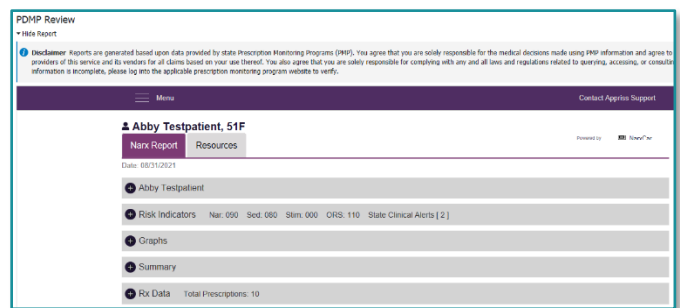 PDMP Review
Hide Report
Disclaimer Reports are generated based upon data provided by state Prescription Monitoring Programs (PMP). You agree that you are solely responsible for the medical decisions made using PMP information and agree to
providers of this service and its vendors for all claims based on your use thereof. You also agree that you are solely responsible for complying with any and all laws and regulations related to querying, accessing, or consultin
information is incomplete, please log into the applicable prescription monitoring program website to verify.
Menu Contact Appriss Support
Abby Testpatient, 51F
Powered by NarxCare
Narx Report Resources
Date: 08/31/2021
Abby Testpatient
Risk Indicators Nar: 090 Sed: 080 Stim: 000 ORS: 110 State Clinical Alerts [ 2 ]
Graphs
Summary
Rx Data Total Prescriptions: 10